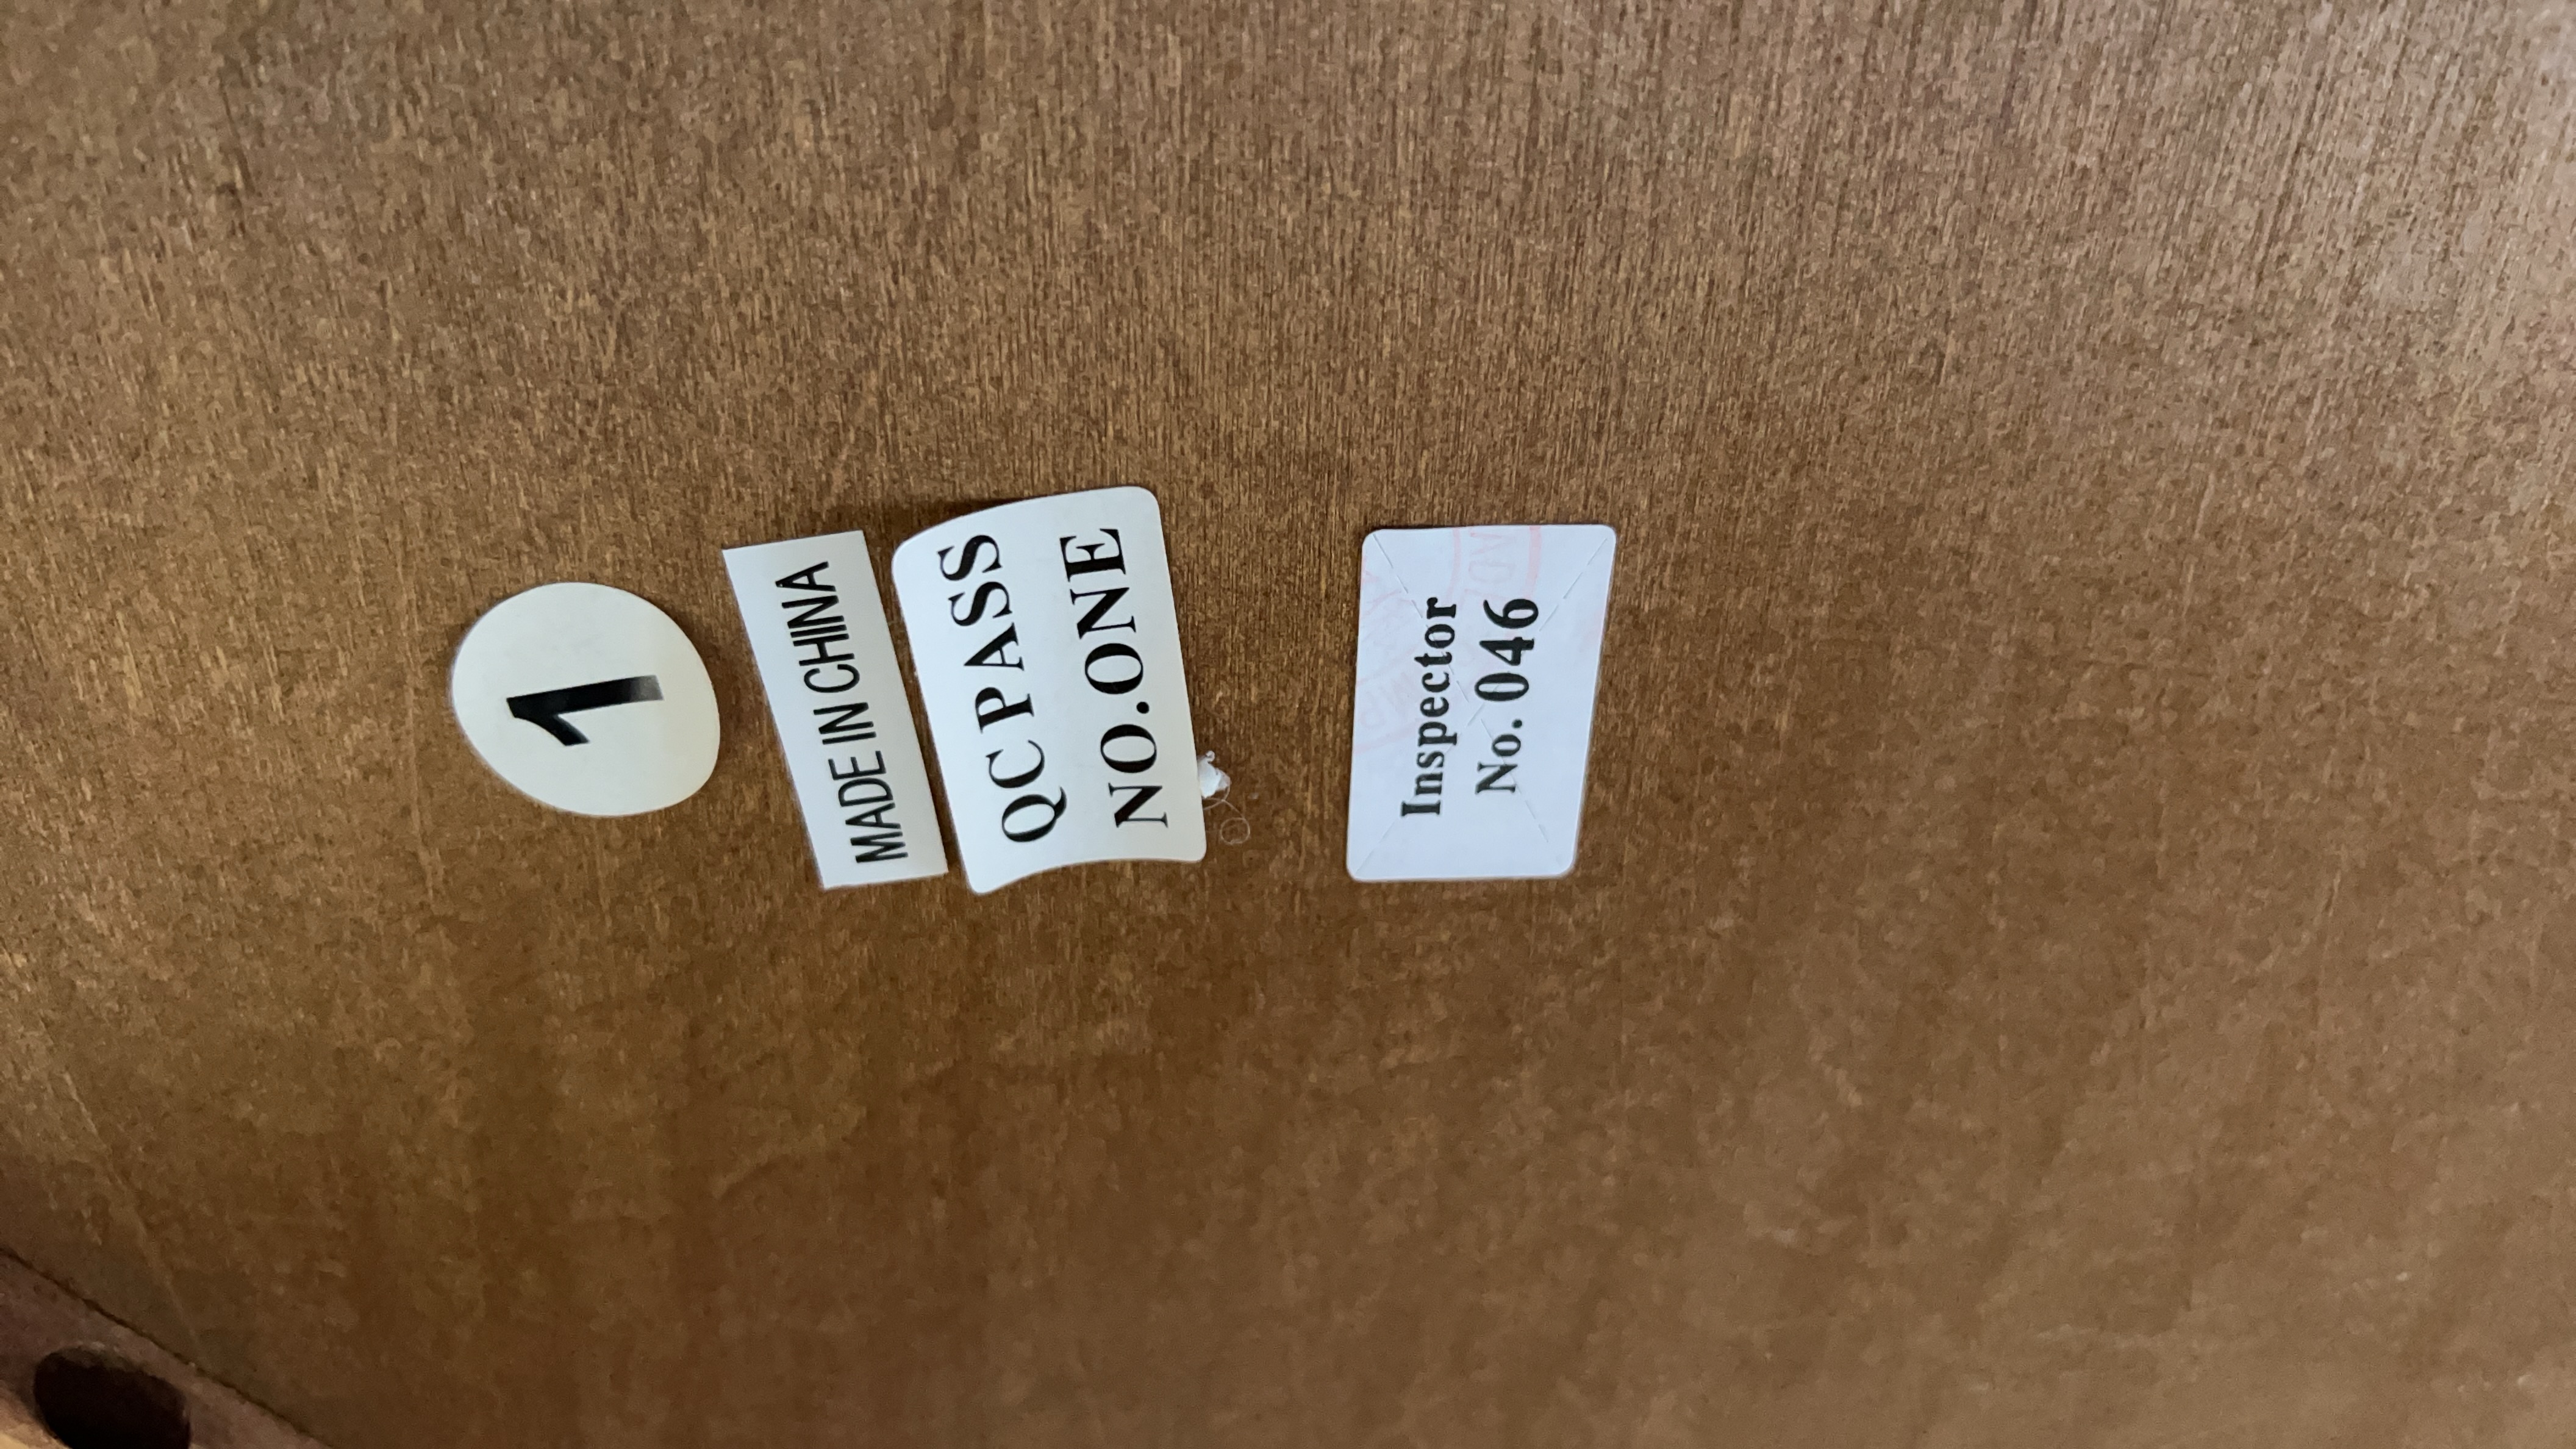 1
MADE IN CHINA
QC PASS
NO.ONE
Inspector
No. 046